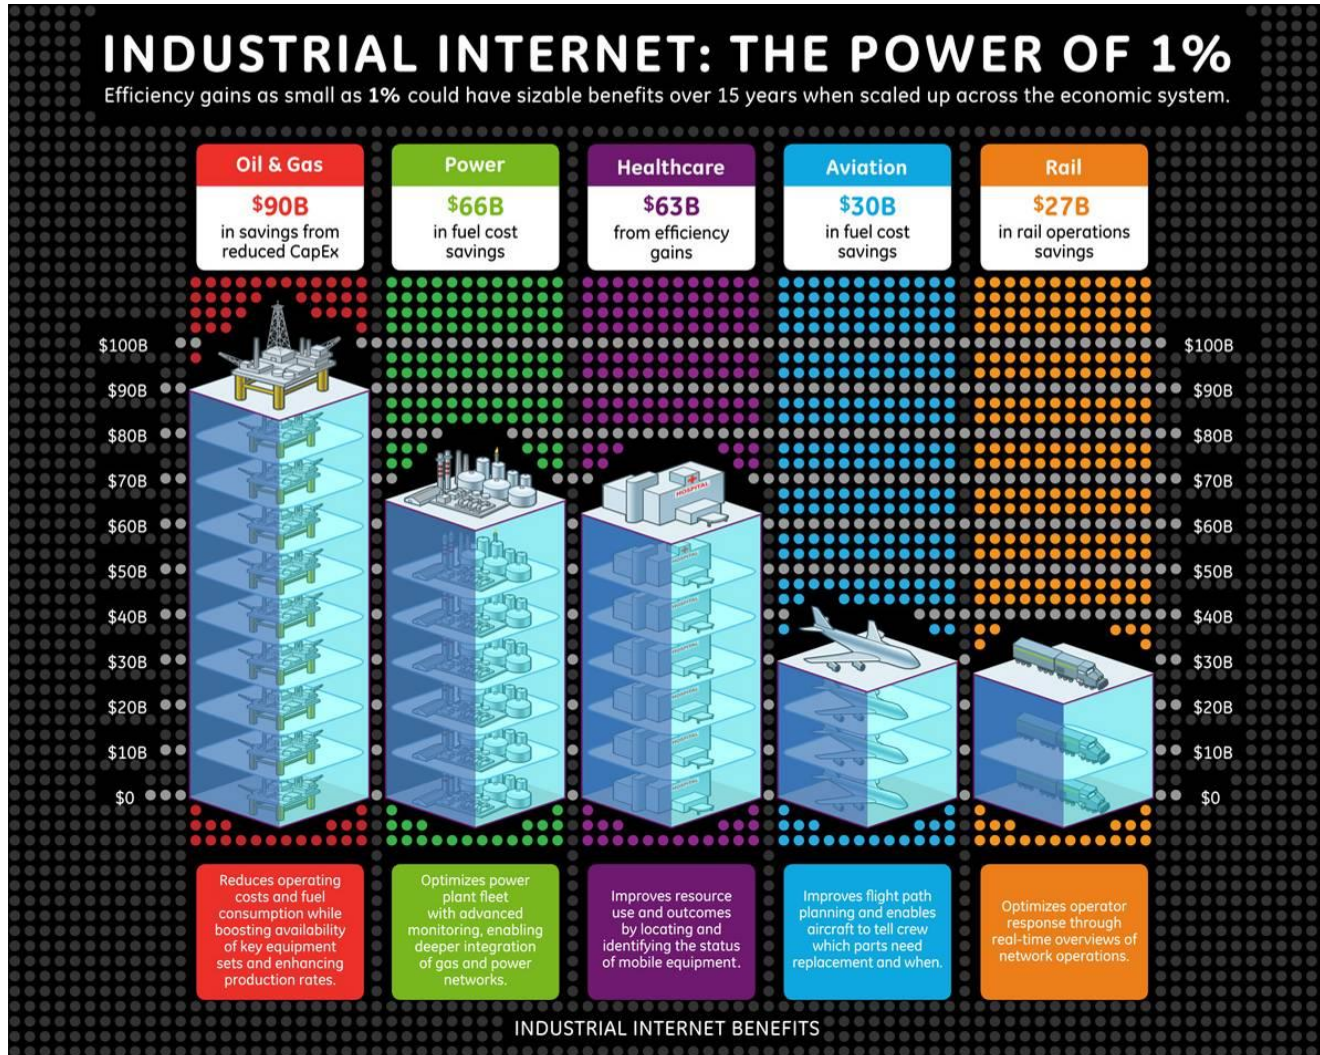 INDUSTRIAL INTERNET: THE POWER OF 1%
Efficiency gains as small as 1% could have sizable benefits over 15 years when scaled up across the economic system.
Oil & Gas
$90B
in savings from
reduced CapEx
Power
$66B
in fuel cost
savings
Healthcare
$63B
from efficiency
gains
Aviation
$30B
in fuel cost
savings
Rail
$27B
in rail operations
savings
$100B
$90B
$80B
$70B
$60B
$50B
$40B
$30B
$20B
$10B
$0
HOSPITAL
HOSPITAL
HOSPITAL
HOSPITAL
HOSPITAL
HOSPITAL
HOSPITAL
$100B
$90B
$80B
$70B
$60B
$50B
$40B
$30B
$20B
$10B
$0
Reduces operating
costs and fuel
consumption while
boosting availability
of key equipment
sets and enhancing
production rates.
Optimizes power
plant fleet
with advanced
monitoring, enabling
deeper integration
of gas and power
networks.
Improves resource
use and outcomes
by locating and
identifying the status
of mobile equipment.
Improves flight path
planning and enables
aircraft to tell crew
which parts need
replacement and when.
Optimizes operator
response through
real-time overviews of
network operations.
INDUSTRIAL INTERNET BENEFITS